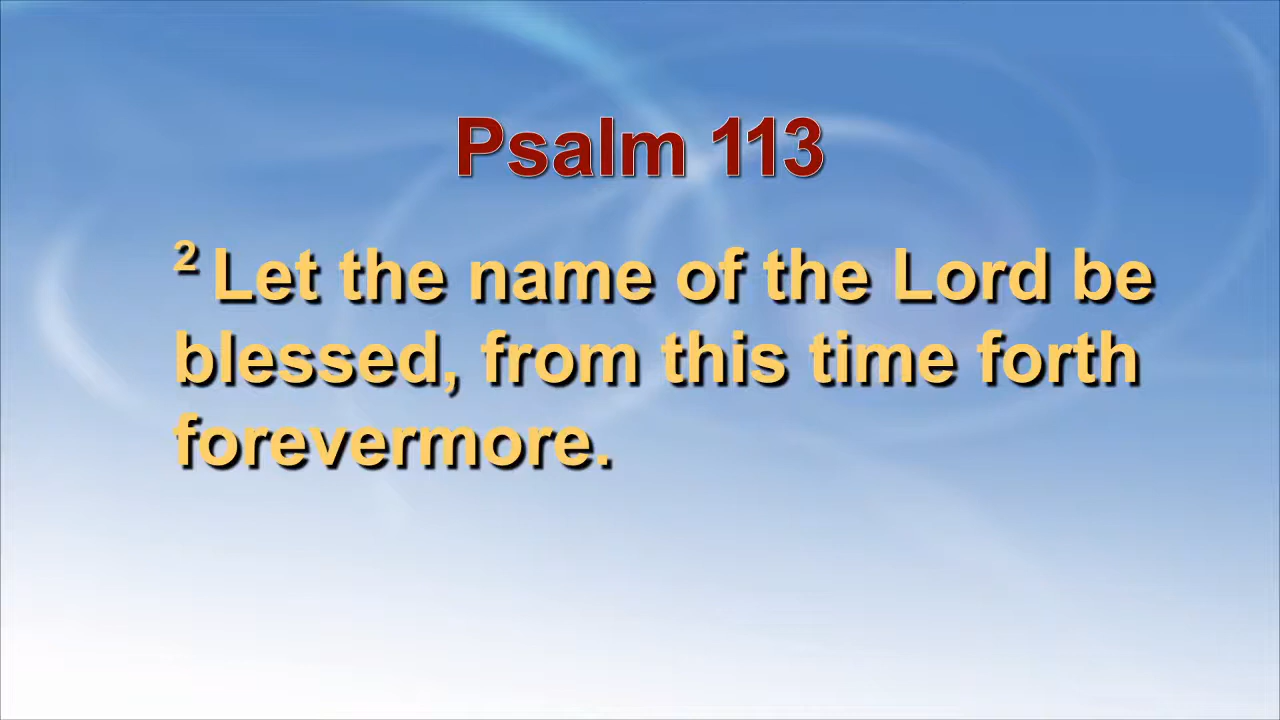 Psalm 113
2 Let the name of the Lord be
blessed, from this time forth
forevermore.